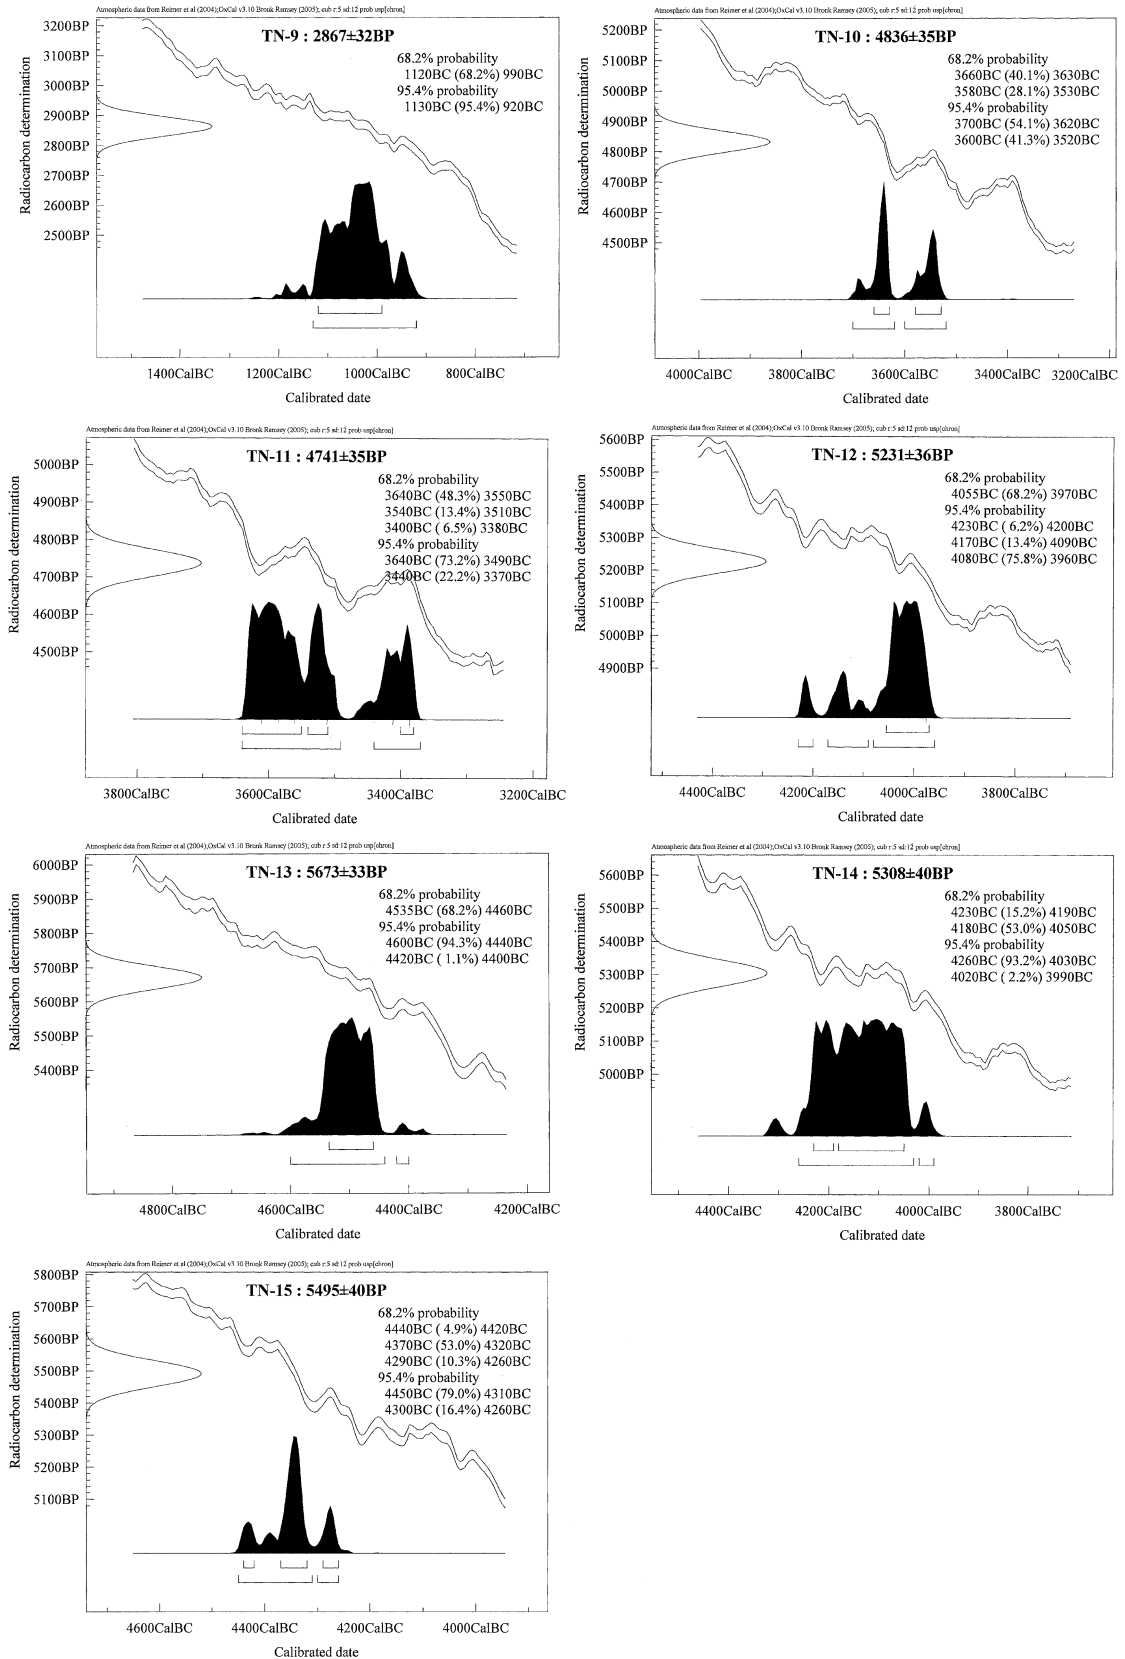 Atmospheric data from Reimer et al (2004);OxCal v3.10 Bronk Ramsey (2005); cub r:5 sd:12 prob usp[chron]
TN-9 : 2867±32BP
68.2% probability
1120BC (68.2%) 990BC
95.4% probability
1130BC (95.4%) 920BC
Radiocarbon determination
3200BP
3100BP
3000BP
2900BP
2800BP
2700BP
2600BP
2500BP
1400CalBC 1200CalBC 1000CalBC 800CalBC
Calibrated date
Atmospheric data from Reimer et al (2004);OxCal v3.10 Bronk Ramsey (2005); cub r:5 sd:12 prob usp[chron]
TN-10 : 4836±35BP
68.2% probability
3660BC (40.1%) 3630BC
3580BC (28.1%) 3530BC
95.4% probability
3700BC (54.1%) 3620BC
3600BC (41.3%) 3520BC
Radiocarbon determination
5200BP
5100BP
5000BP
4900BP
4800BP
4700BP
4600BP
4500BP
4000CalBC 3800CalBC 3600CalBC 3400CalBC 3200CalBC
Calibrated date
Atmospheric data from Reimer et al (2004);OxCal v3.10 Bronk Ramsey (2005); cub r:5 sd:12 prob usp[chron]
TN-11 : 4741±35BP
68.2% probability
3640BC (48.3%) 3550BC
3540BC (13.4%) 3510BC
3400BC ( 6.5%) 3380BC
95.4% probability
3640BC (73.2%) 3490BC
3440BC (22.2%) 3370BC
Radiocarbon determination
5000BP
4900BP
4800BP
4700BP
4600BP
4500BP
3800CalBC 3600CalBC 3400CalBC 3200CalBC
Calibrated date
Atmospheric data from Reimer et al (2004);OxCal v3.10 Bronk Ramsey (2005); cub r:5 sd:12 prob usp[chron]
TN-12 : 5231±36BP
68.2% probability
4055BC (68.2%) 3970BC
95.4% probability
4230BC ( 6.2%) 4200BC
4170BC (13.4%) 4090BC
4080BC (75.8%) 3960BC
Radiocarbon determination
5600BP
5500BP
5400BP
5300BP
5200BP
5100BP
5000BP
4900BP
4400CalBC 4200CalBC 4000CalBC 3800CalBC
Calibrated date
Atmospheric data from Reimer et al (2004);OxCal v3.10 Bronk Ramsey (2005); cub r:5 sd:12 prob usp[chron]
TN-13 : 5673±33BP
68.2% probability
4535BC (68.2%) 4460BC
95.4% probability
4600BC (94.3%) 4440BC
4420BC ( 1.1%) 4400BC
Radiocarbon determination
6000BP
5900BP
5800BP
5700BP
5600BP
5500BP
5400BP
4800CalBC 4600CalBC 4400CalBC 4200CalBC
Calibrated date
Atmospheric data from Reimer et al (2004);OxCal v3.10 Bronk Ramsey (2005); cub r:5 sd:12 prob usp[chron]
TN-14 : 5308±40BP
68.2% probability
4230BC (15.2%) 4190BC
4180BC (53.0%) 4050BC
95.4% probability
4260BC (93.2%) 4030BC
4020BC ( 2.2%) 3990BC
Radiocarbon determination
5600BP
5500BP
5400BP
5300BP
5200BP
5100BP
5000BP
4400CalBC 4200CalBC 4000CalBC 3800CalBC
Calibrated date
Atmospheric data from Reimer et al (2004);OxCal v3.10 Bronk Ramsey (2005); cub r:5 sd:12 prob usp[chron]
TN-15 : 5495±40BP
68.2% probability
4440BC ( 4.9%) 4420BC
4370BC (53.0%) 4320BC
4290BC (10.3%) 4260BC
95.4% probability
4450BC (79.0%) 4310BC
4300BC (16.4%) 4260BC
Radiocarbon determination
5800BP
5700BP
5600BP
5500BP
5400BP
5300BP
5200BP
5100BP
4600CalBC 4400CalBC 4200CalBC 4000CalBC
Calibrated date